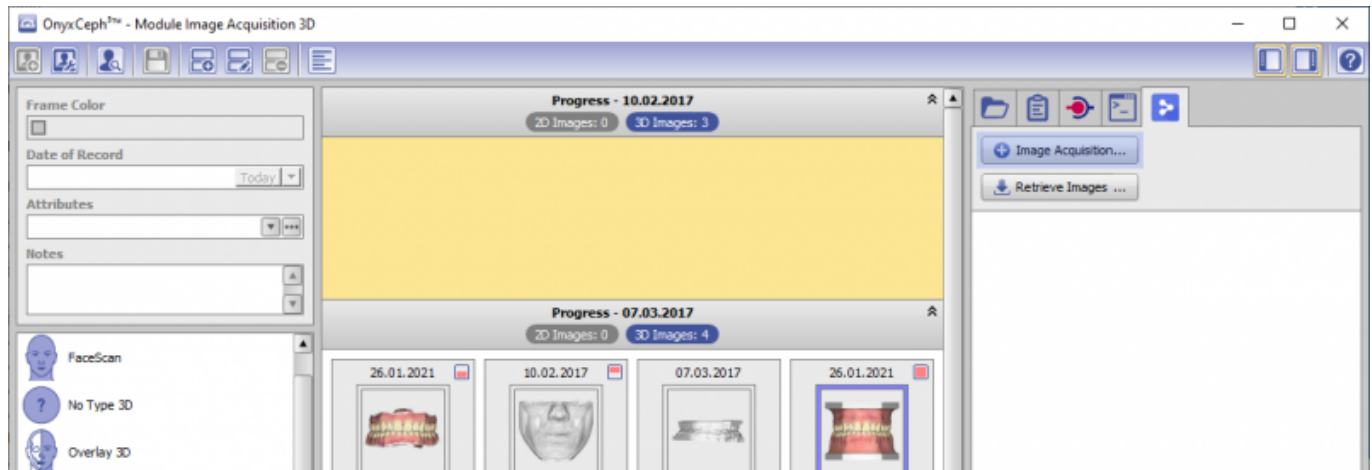 OnyxCeph³™ - Module Image Acquisition 3D
Frame Color
Date of Record
Today
Attributes
Notes
FaceScan
? No Type 3D
Overlay 3D
Progress - 10.02.2017
2D Images: 0 3D Images: 3
Progress - 07.03.2017
2D Images: 0 3D Images: 4
26.01.2021 10.02.2017 07.03.2017 26.01.2021
Image Acquisition...
Retrieve Images ...